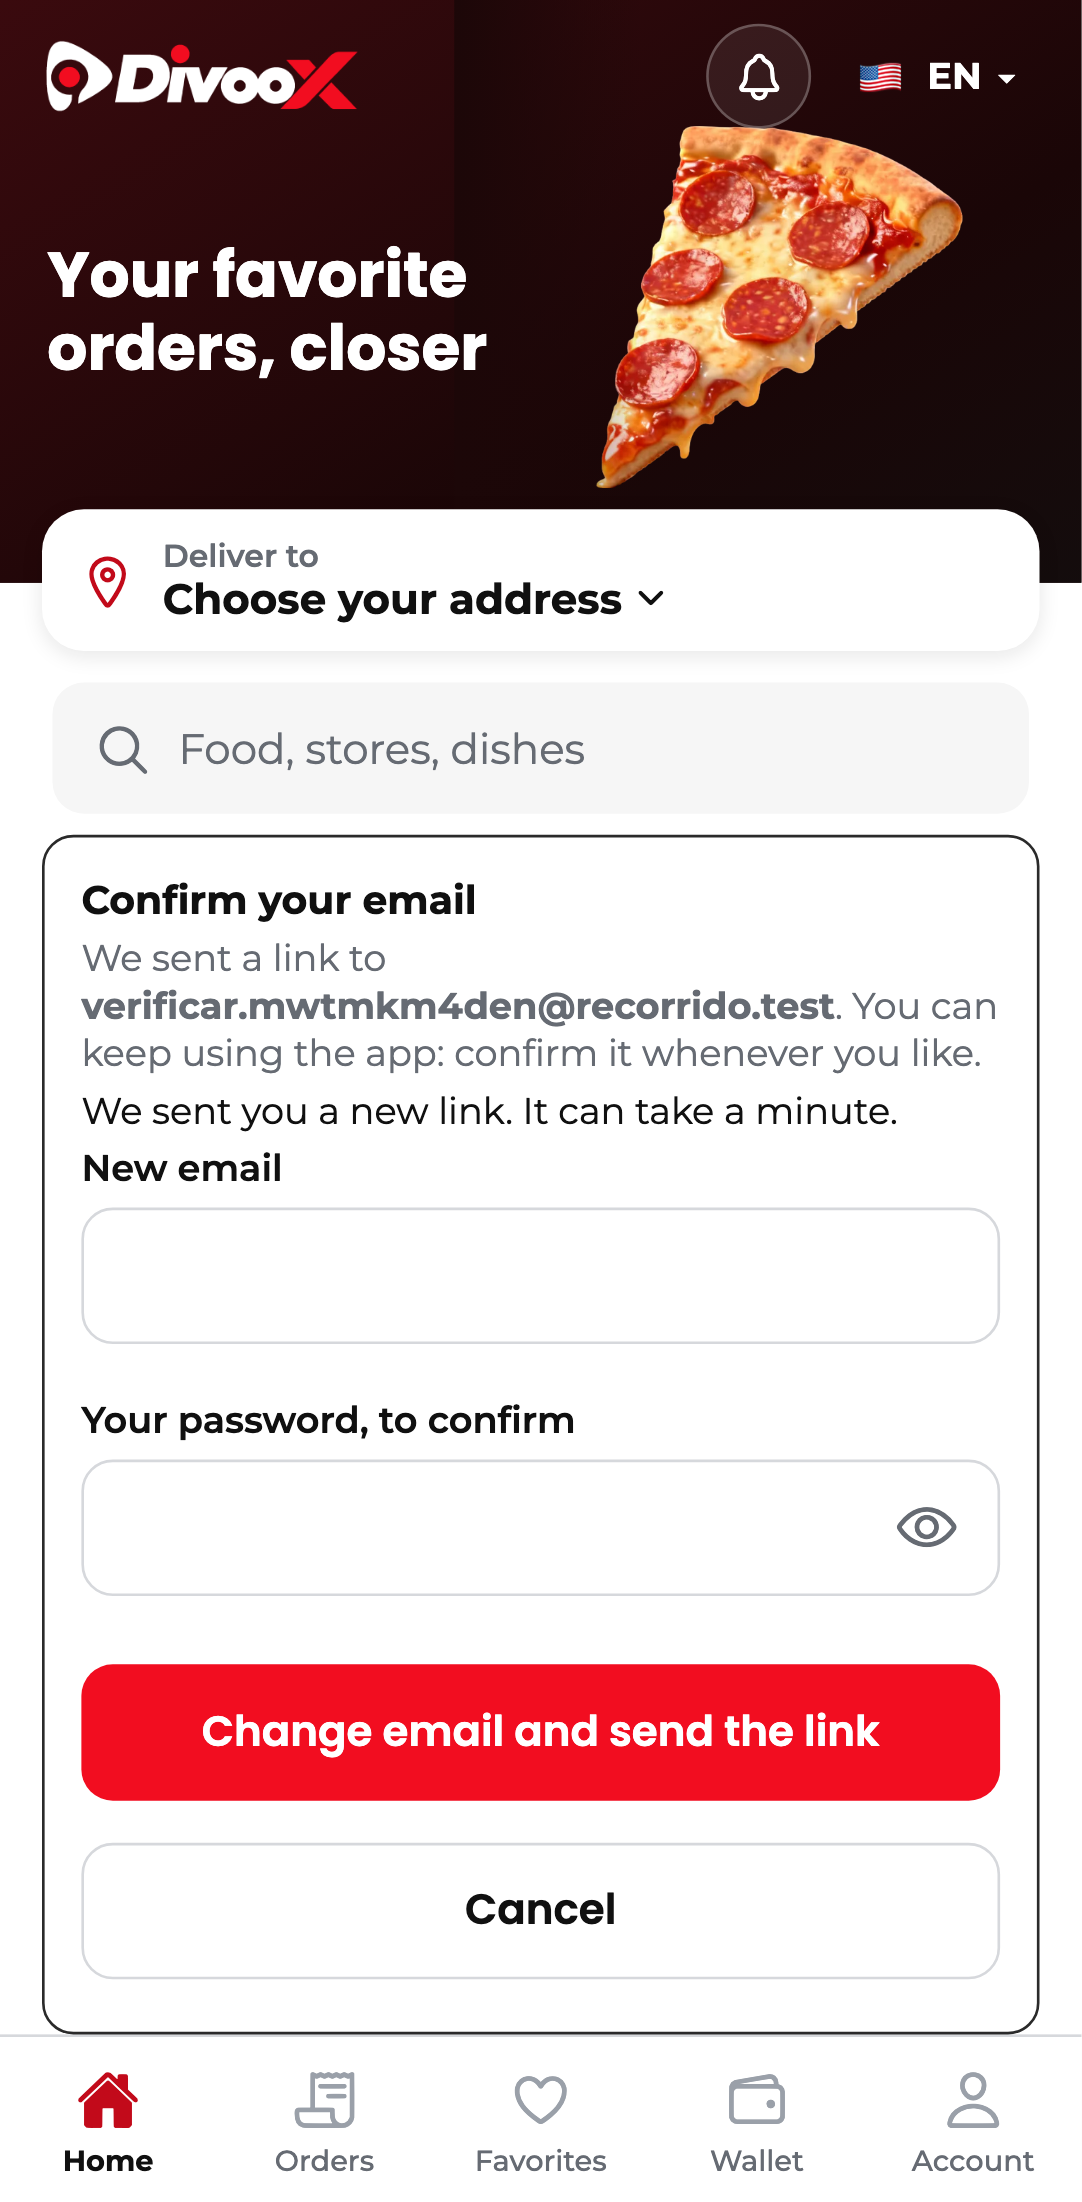 DivooX
EN
Your favorite
orders, closer
Deliver to
Choose your address
Food, stores, dishes
Confirm your email
We sent a link to
verificar.mwtmkm4den@recorrido.test. You can
keep using the app: confirm it whenever you like.
We sent you a new link. It can take a minute.
New email
Your password, to confirm
Change email and send the link
Cancel
Home
Orders
Favorites
Wallet
Account